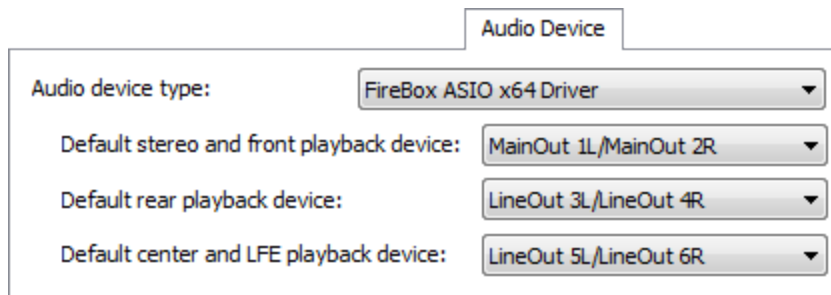 Audio Device
Audio device type: FireBox ASIO x64 Driver
Default stereo and front playback device: MainOut 1L/MainOut 2R
Default rear playback device: LineOut 3L/LineOut 4R
Default center and LFE playback device: LineOut 5L/LineOut 6R